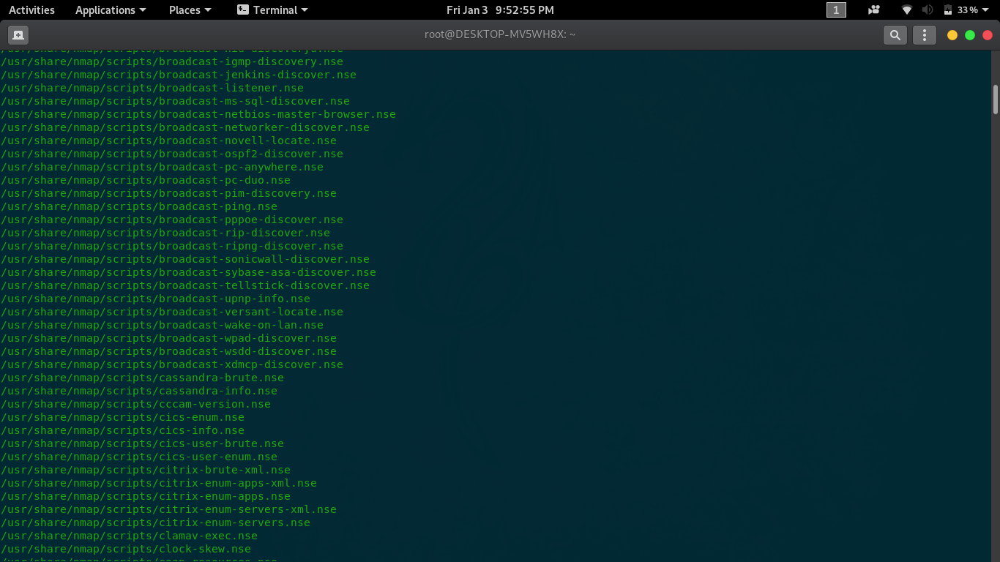 Activities Applications Places Terminal Fri Jan 3 9:52:55 PM 1 33 %
root@DESKTOP-MV5WH8X: ~
/usr/share/nmap/scripts/broadcast-igmp-discovery.nse
/usr/share/nmap/scripts/broadcast-jenkins-discover.nse
/usr/share/nmap/scripts/broadcast-listener.nse
/usr/share/nmap/scripts/broadcast-ms-sql-discover.nse
/usr/share/nmap/scripts/broadcast-netbios-master-browser.nse
/usr/share/nmap/scripts/broadcast-networker-discover.nse
/usr/share/nmap/scripts/broadcast-novell-locate.nse
/usr/share/nmap/scripts/broadcast-ospf2-discover.nse
/usr/share/nmap/scripts/broadcast-pc-anywhere.nse
/usr/share/nmap/scripts/broadcast-pc-duo.nse
/usr/share/nmap/scripts/broadcast-pim-discovery.nse
/usr/share/nmap/scripts/broadcast-ping.nse
/usr/share/nmap/scripts/broadcast-pppoe-discover.nse
/usr/share/nmap/scripts/broadcast-rip-discover.nse
/usr/share/nmap/scripts/broadcast-ripng-discover.nse
/usr/share/nmap/scripts/broadcast-sonicwall-discover.nse
/usr/share/nmap/scripts/broadcast-sybase-asa-discover.nse
/usr/share/nmap/scripts/broadcast-tellstick-discover.nse
/usr/share/nmap/scripts/broadcast-upnp-info.nse
/usr/share/nmap/scripts/broadcast-versant-locate.nse
/usr/share/nmap/scripts/broadcast-wake-on-lan.nse
/usr/share/nmap/scripts/broadcast-wpad-discover.nse
/usr/share/nmap/scripts/broadcast-wsdd-discover.nse
/usr/share/nmap/scripts/broadcast-xdmcp-discover.nse
/usr/share/nmap/scripts/cassandra-brute.nse
/usr/share/nmap/scripts/cassandra-info.nse
/usr/share/nmap/scripts/cccam-version.nse
/usr/share/nmap/scripts/cics-enum.nse
/usr/share/nmap/scripts/cics-info.nse
/usr/share/nmap/scripts/cics-user-brute.nse
/usr/share/nmap/scripts/cics-user-enum.nse
/usr/share/nmap/scripts/citrix-brute-xml.nse
/usr/share/nmap/scripts/citrix-enum-apps-xml.nse
/usr/share/nmap/scripts/citrix-enum-apps.nse
/usr/share/nmap/scripts/citrix-enum-servers-xml.nse
/usr/share/nmap/scripts/citrix-enum-servers.nse
/usr/share/nmap/scripts/clamav-exec.nse
/usr/share/nmap/scripts/clock-skew.nse